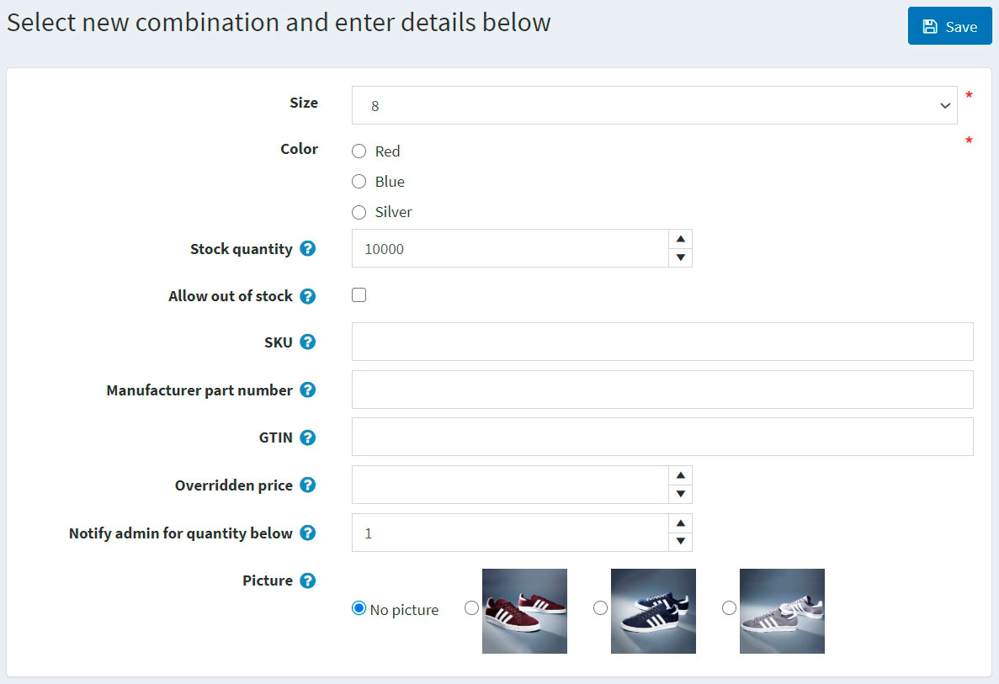 Select new combination and enter details below
Save
Size
8
*
Color
*
Red
Blue
Silver
Stock quantity ?
10000
Allow out of stock ?
SKU ?
Manufacturer part number ?
GTIN ?
Overridden price ?
Notify admin for quantity below ?
1
Picture ?
No picture